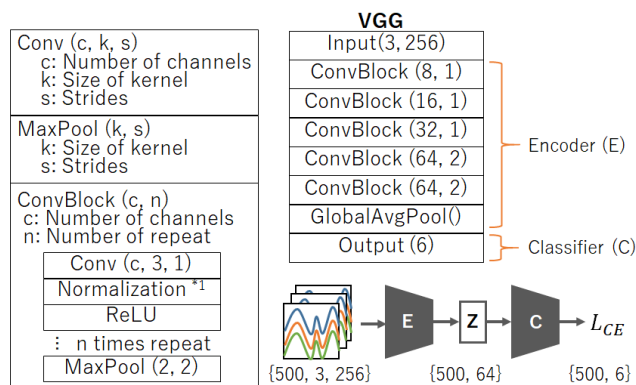 Conv (c, k, s)
c: Number of channels
k: Size of kernel
s: Strides
MaxPool (k, s)
k: Size of kernel
s: Strides
ConvBlock (c, n)
c: Number of channels
n: Number of repeat
Conv (c, 3, 1)
Normalization *1
ReLU
⋮ n times repeat
MaxPool (2, 2)
VGG
Input(3, 256)
ConvBlock (8, 1)
ConvBlock (16, 1)
ConvBlock (32, 1)
ConvBlock (64, 2)
ConvBlock (64, 2)
GlobalAvgPool()
Output (6)
Encoder (E)
Classifier (C)
E
Z
C
L_{CE}
{500, 3, 256}
{500, 64}
{500, 6}